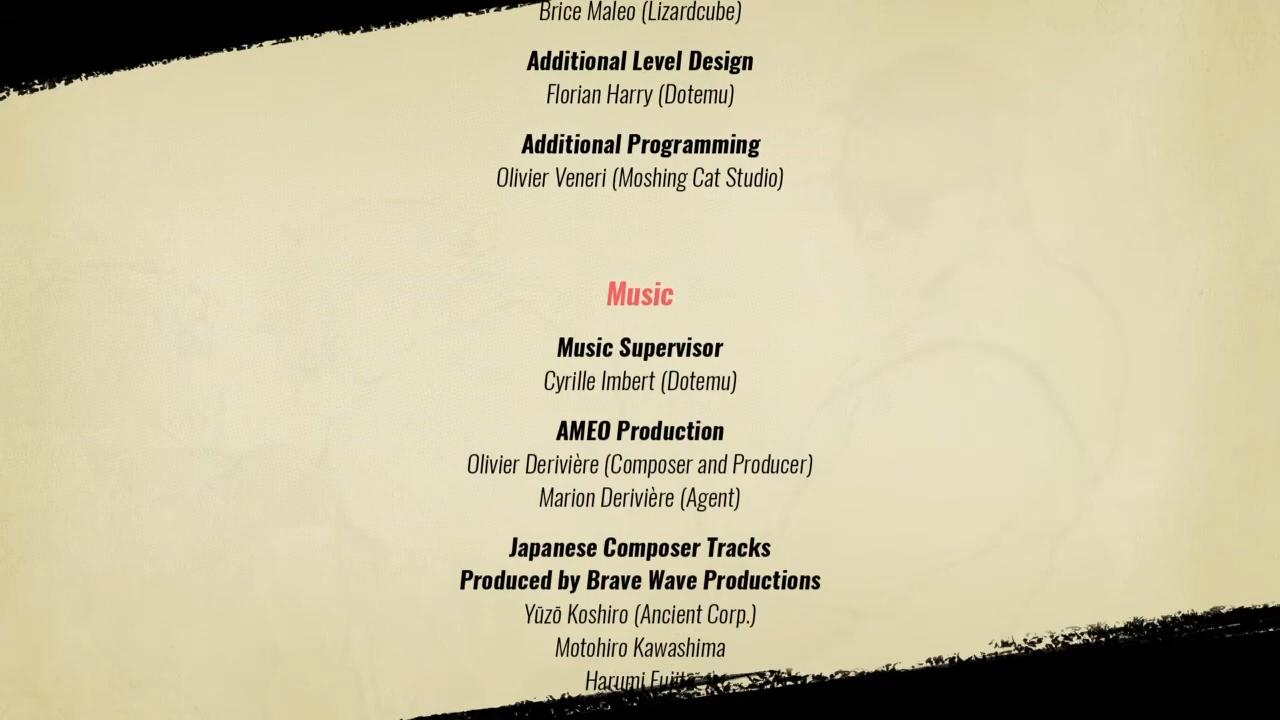 Brice Maleo (Lizardcube)
Additional Level Design
Florian Harry (Dotemu)
Additional Programming
Olivier Veneri (Moshing Cat Studio)
Music
Music Supervisor
Cyrille Imbert (Dotemu)
AMEO Production
Olivier Derivière (Composer and Producer)
Marion Derivière (Agent)
Japanese Composer Tracks
Produced by Brave Wave Productions
Yūzō Koshiro (Ancient Corp.)
Motohiro Kawashima
Harumi